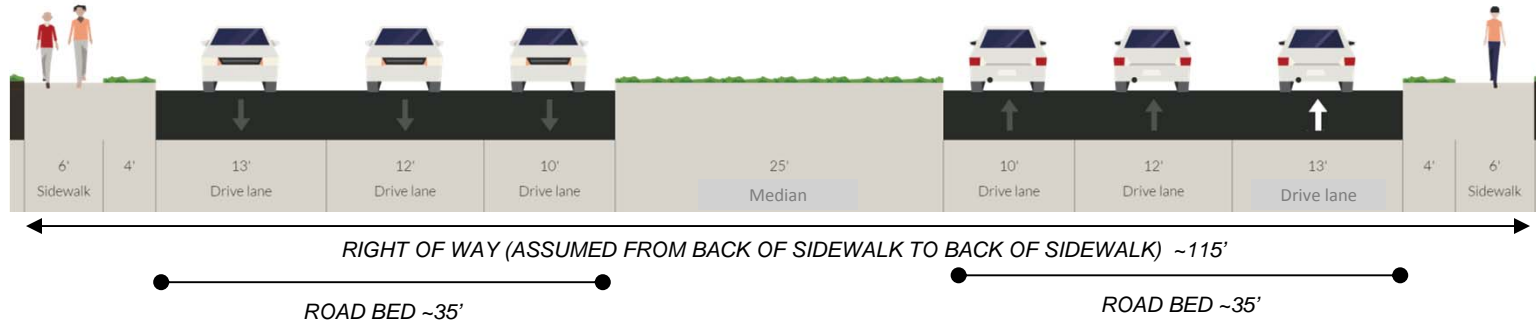 6' 4' 13' 12' 10' 25' 10' 12' 13' 4' 6'
Sidewalk Drive lane Drive lane Drive lane Median Drive lane Drive lane Drive lane Sidewalk
RIGHT OF WAY (ASSUMED FROM BACK OF SIDEWALK TO BACK OF SIDEWALK) ~115’
ROAD BED ~35’ ROAD BED ~35’